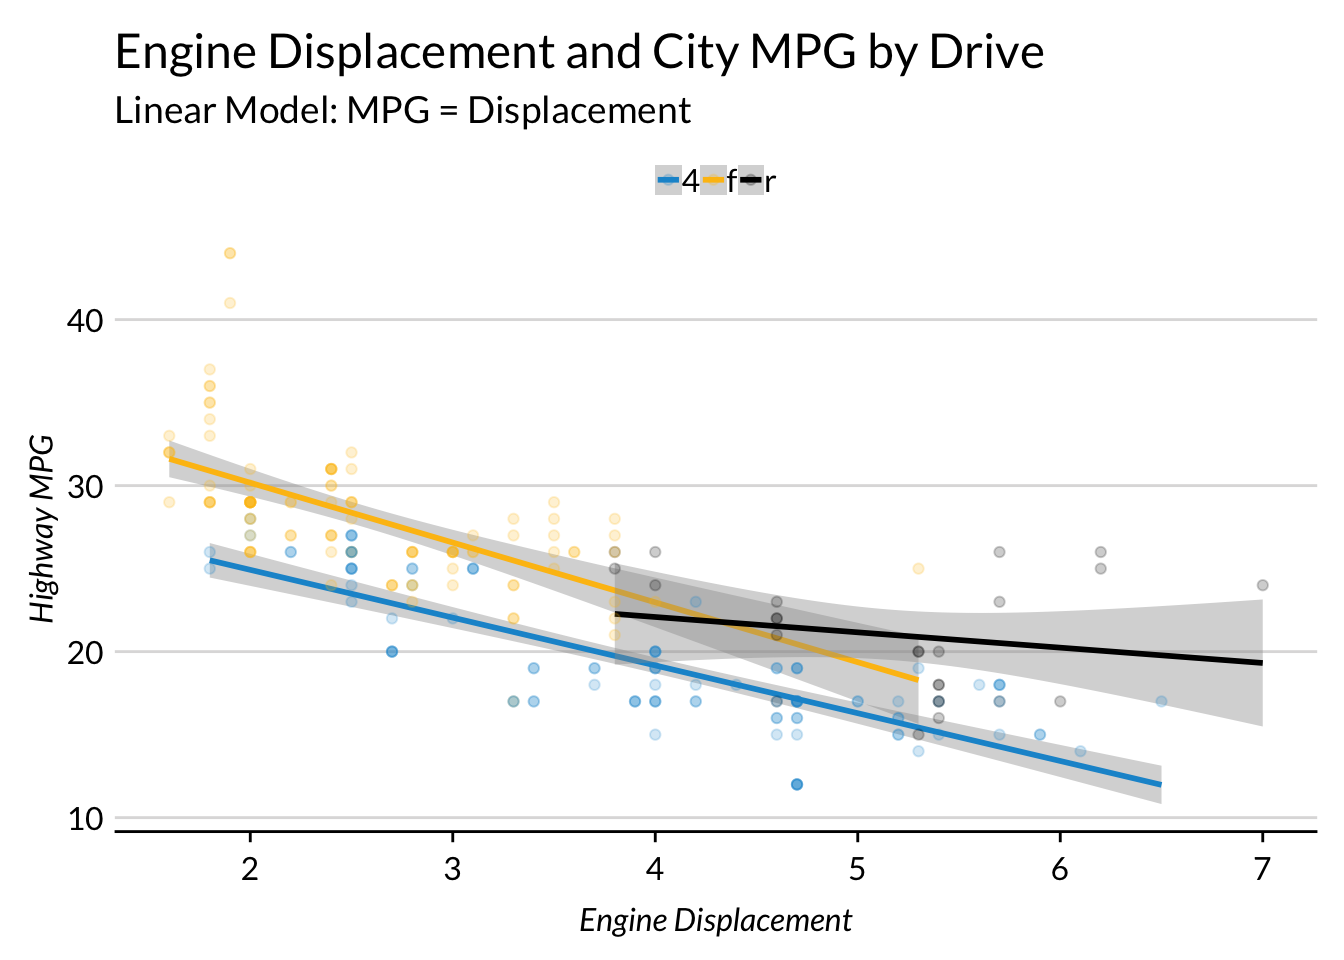 Engine Displacement and City MPG by Drive
Linear Model: MPG = Displacement
4 f r
Highway MPG
40
30
20
10
2 3 4 5 6 7
Engine Displacement